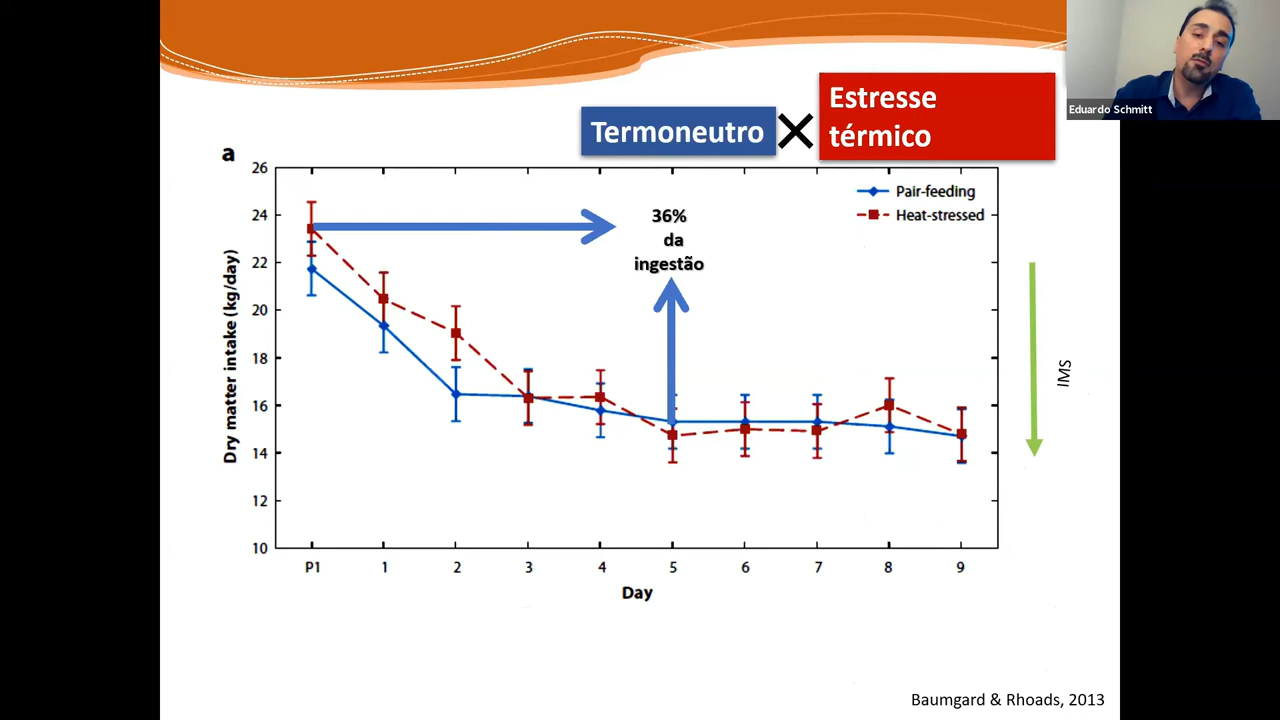 Eduardo Schmitt
Termoneutro
Estresse
térmico
a
Pair-feeding
Heat-stressed
36%
da
ingestão
26
24
22
20
18
16
14
12
10
Dry matter intake (kg/day)
P1 1 2 3 4 5 6 7 8 9
Day
IMS
Baumgard & Rhoads, 2013